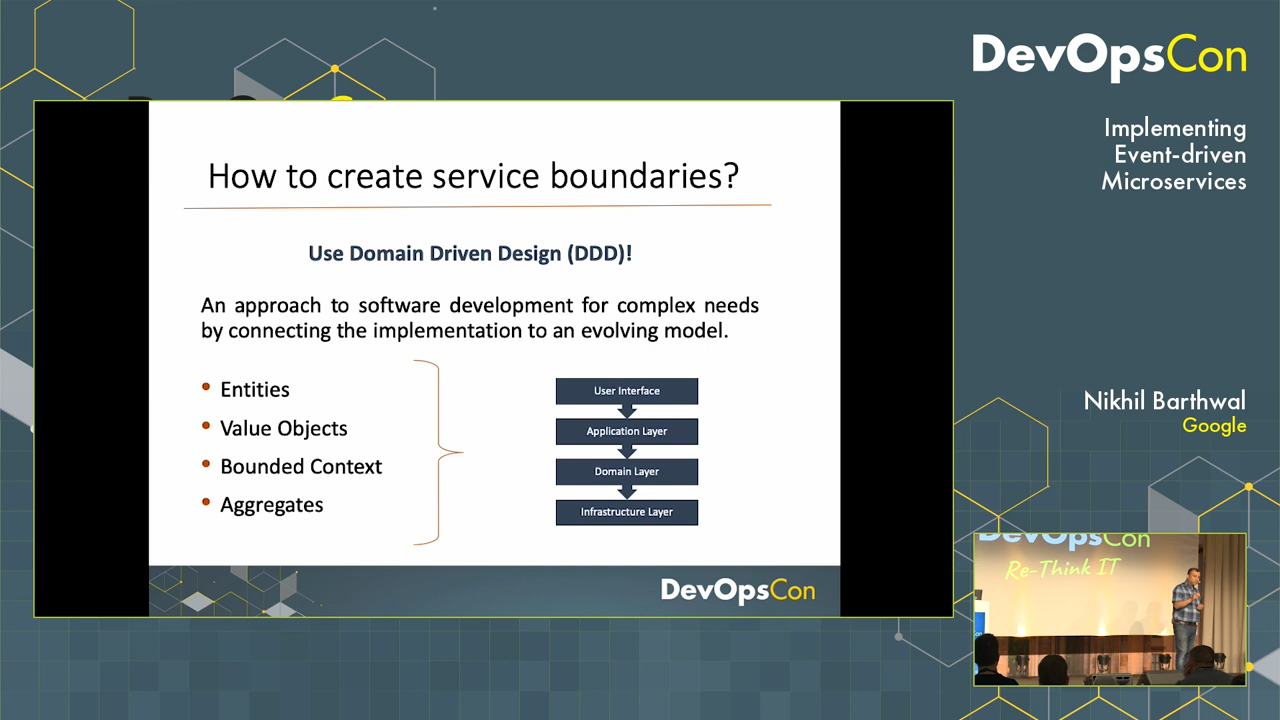 DevOpsCon
Implementing
Event-driven
Microservices
How to create service boundaries?
Use Domain Driven Design (DDD)!
An approach to software development for complex needs
by connecting the implementation to an evolving model.
• Entities
• Value Objects
• Bounded Context
• Aggregates
User Interface
Application Layer
Domain Layer
Infrastructure Layer
DevOpsCon
Nikhil Barthwal
Google
DevOpsCon
Re-Think IT